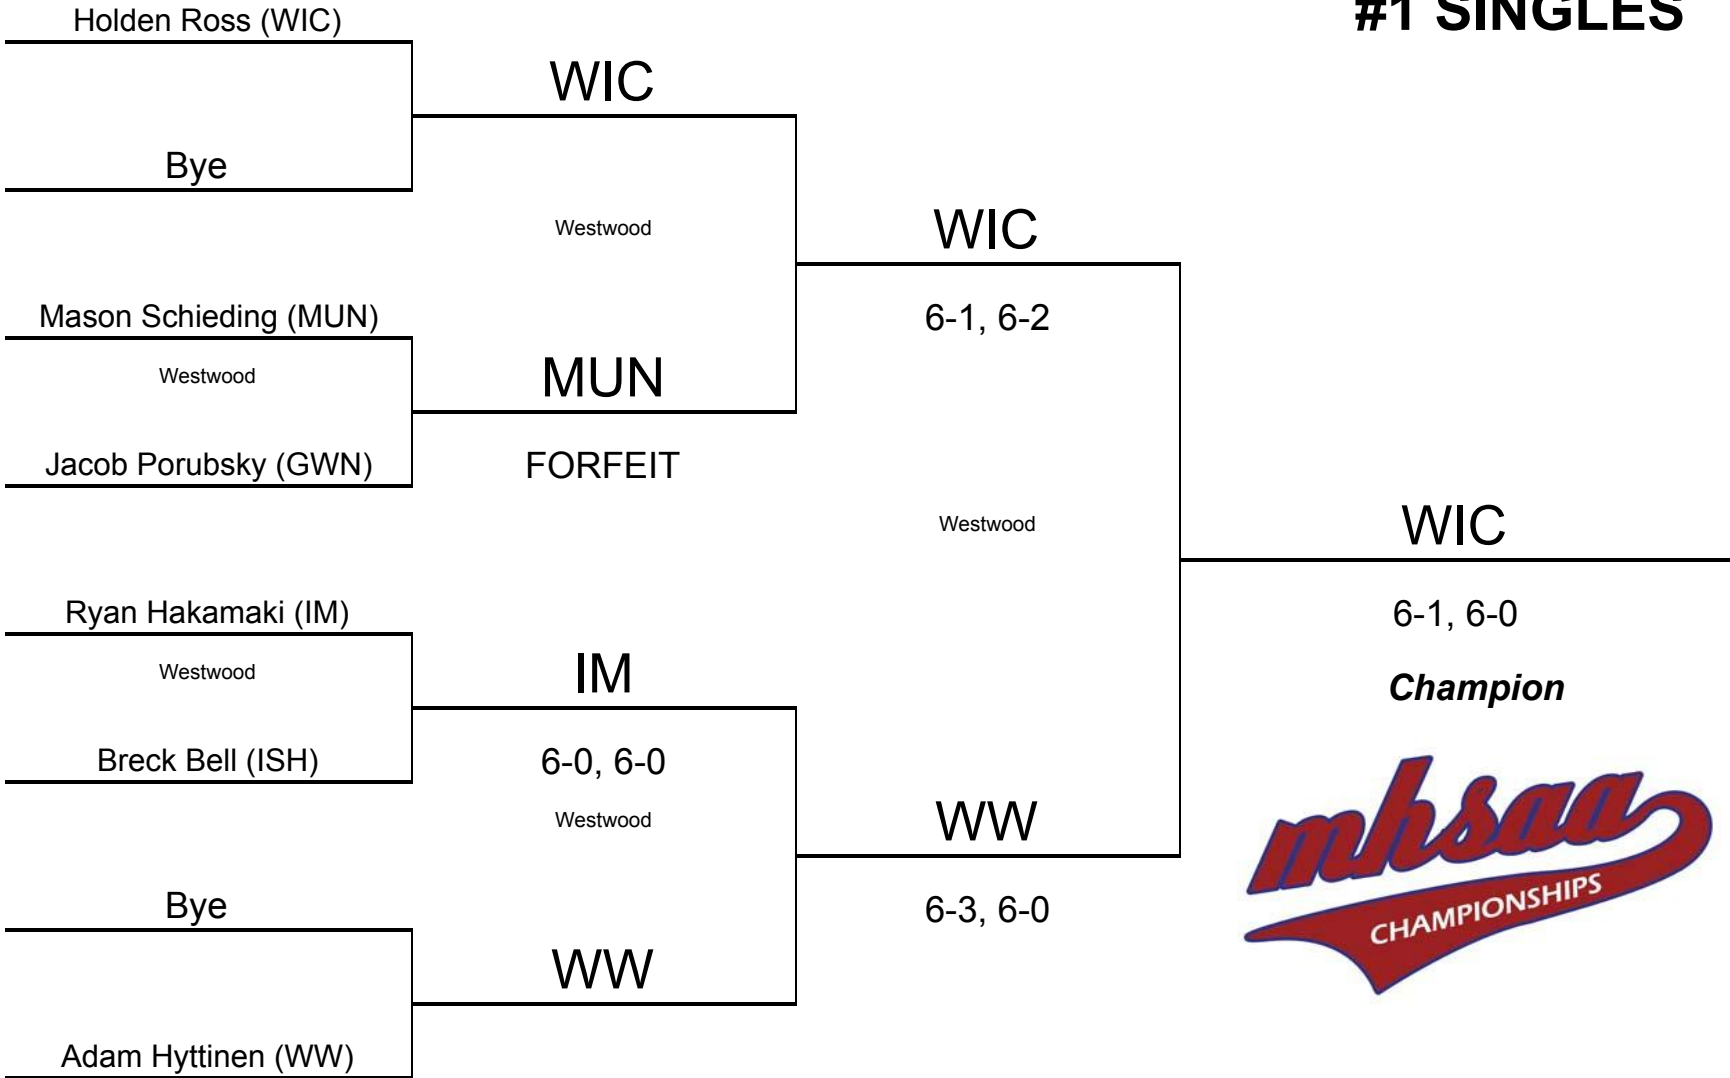 #1 SINGLES
Holden Ross (WIC)
WIC
Bye
Westwood
WIC
Mason Schieding (MUN)
6-1, 6-2
Westwood
MUN
Jacob Porubsky (GWN)
FORFEIT
Westwood
WIC
Ryan Hakamaki (IM)
6-1, 6-0
Westwood
IM
Champion
Breck Bell (ISH)
6-0, 6-0
Westwood
WW
mhsaa
CHAMPIONSHIPS
Bye
6-3, 6-0
WW
Adam Hyttinen (WW)